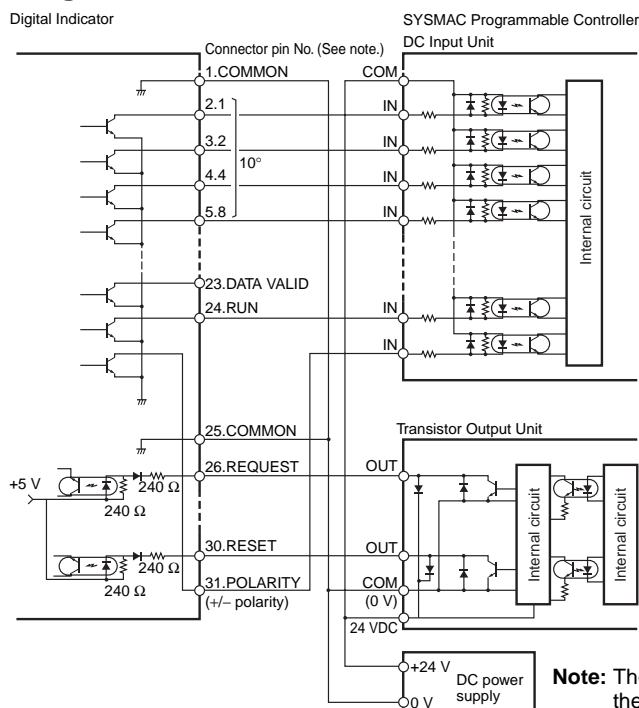 Digital Indicator
SYSMAC Programmable Controller
Connector pin No. (See note.)
DC Input Unit
1.COMMON
COM
2.1
IN
3.2
IN
10°
4.4
IN
5.8
IN
Internal circuit
23.DATA VALID
24.RUN
IN
IN
25.COMMON
Transistor Output Unit
26.REQUEST
OUT
+5 V
240 Ω
240 Ω
Internal circuit
Internal circuit
30.RESET
OUT
240 Ω
240 Ω
31.POLARITY
(+/– polarity)
COM
(0 V)
24 VDC
+24 V
DC power
supply
0 V
Note: The
the